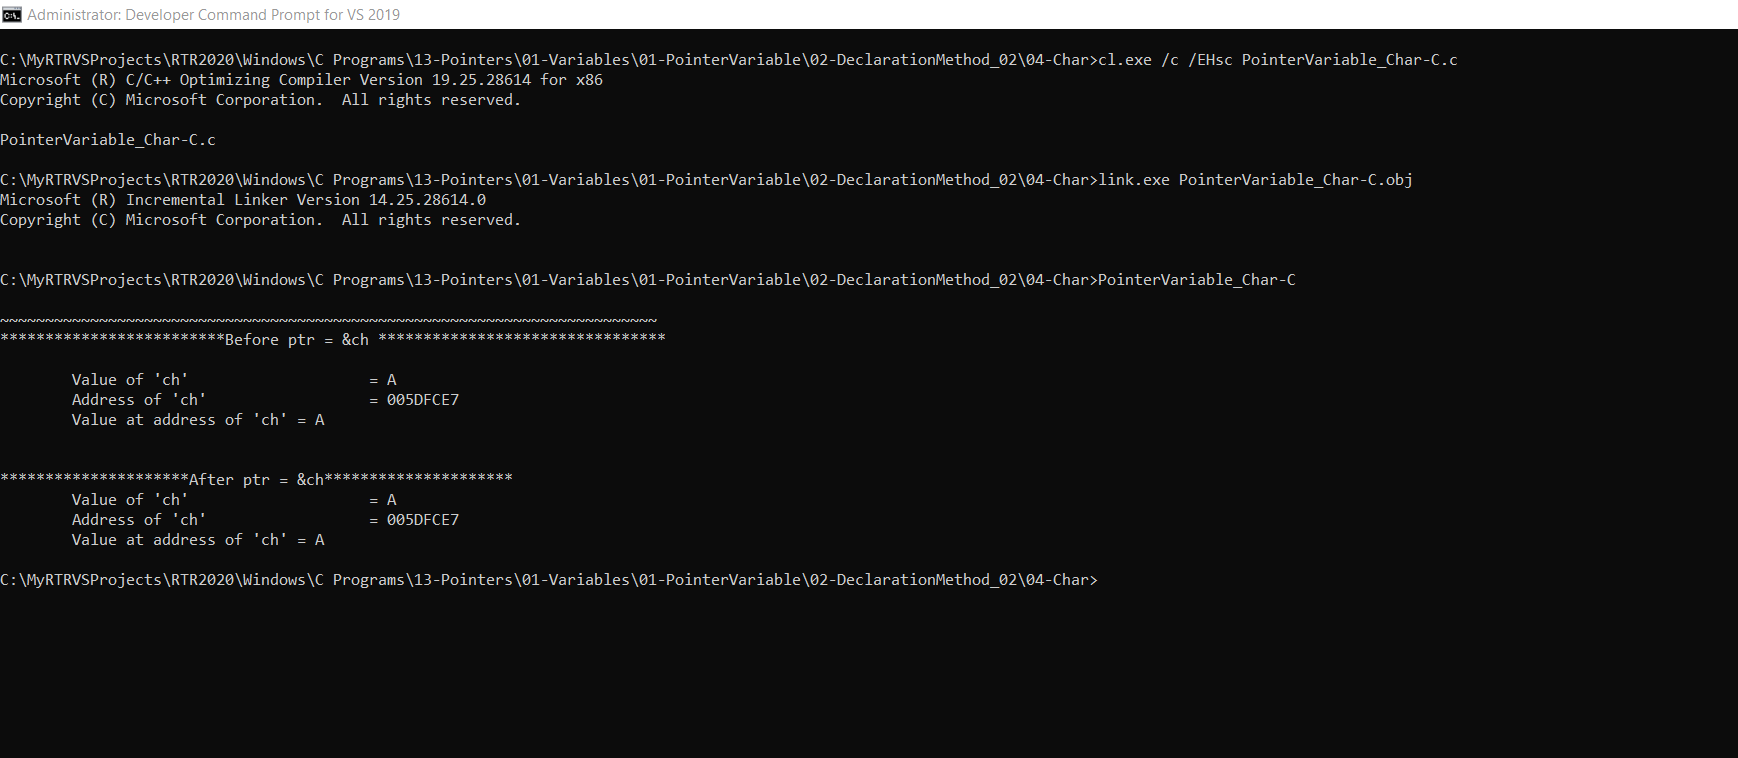 Administrator: Developer Command Prompt for VS 2019
C:\MyRTRVSProjects\RTR2020\Windows\C Programs\13-Pointers\01-Variables\01-PointerVariable\02-DeclarationMethod_02\04-Char>cl.exe /c /EHsc PointerVariable_Char-C.c
Microsoft (R) C/C++ Optimizing Compiler Version 19.25.28614 for x86
Copyright (C) Microsoft Corporation.  All rights reserved.
PointerVariable_Char-C.c
C:\MyRTRVSProjects\RTR2020\Windows\C Programs\13-Pointers\01-Variables\01-PointerVariable\02-DeclarationMethod_02\04-Char>link.exe PointerVariable_Char-C.obj
Microsoft (R) Incremental Linker Version 14.25.28614.0
Copyright (C) Microsoft Corporation.  All rights reserved.
C:\MyRTRVSProjects\RTR2020\Windows\C Programs\13-Pointers\01-Variables\01-PointerVariable\02-DeclarationMethod_02\04-Char>PointerVariable_Char-C
~~~~~~~~~~~~~~~~~~~~~~~~~~~~~~~~~~~~~~~~~~~~~~~~~~~~~~~~~~~~~~~~~~~~~~~~~
*************************Before ptr = &ch ********************************
Value of 'ch'                    = A
Address of 'ch'                  = 005DFCE7
Value at address of 'ch' = A
*********************After ptr = &ch*********************
Value of 'ch'                    = A
Address of 'ch'                  = 005DFCE7
Value at address of 'ch' = A
C:\MyRTRVSProjects\RTR2020\Windows\C Programs\13-Pointers\01-Variables\01-PointerVariable\02-DeclarationMethod_02\04-Char>